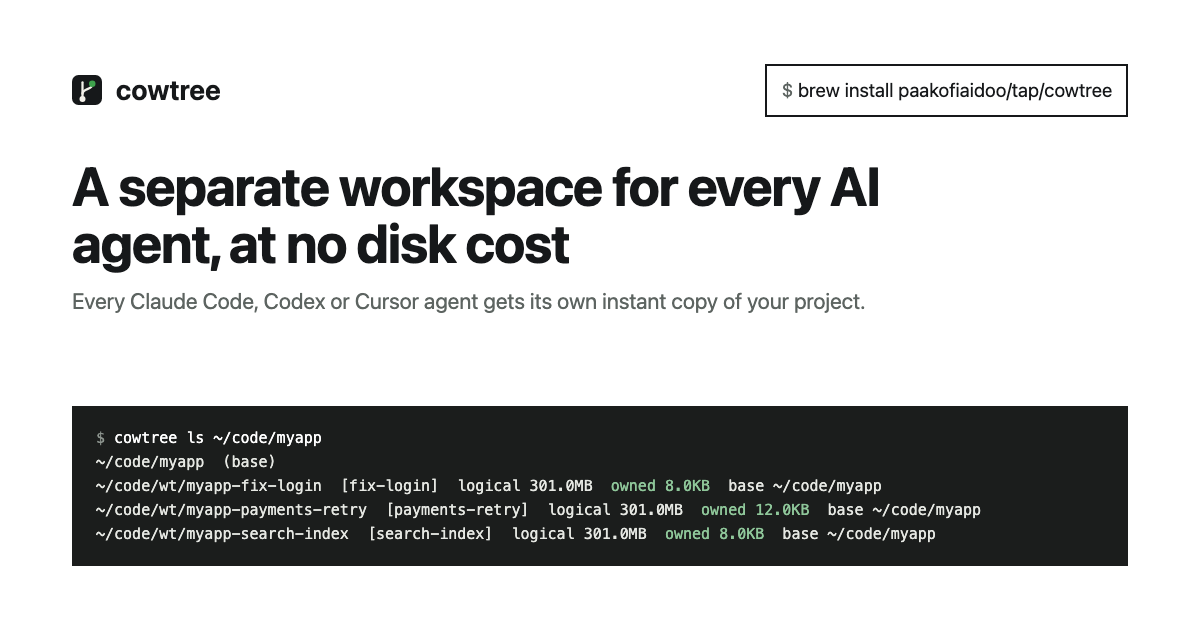 cowtree
$ brew install paakofiaidoo/tap/cowtree
A separate workspace for every AI
agent, at no disk cost
Every Claude Code, Codex or Cursor agent gets its own instant copy of your project.
$ cowtree ls ~/code/myapp
~/code/myapp  (base)
~/code/wt/myapp-fix-login  [fix-login]  logical 301.0MB  owned 8.0KB  base ~/code/myapp
~/code/wt/myapp-payments-retry  [payments-retry]  logical 301.0MB  owned 12.0KB  base ~/code/myapp
~/code/wt/myapp-search-index  [search-index]  logical 301.0MB  owned 8.0KB  base ~/code/myapp